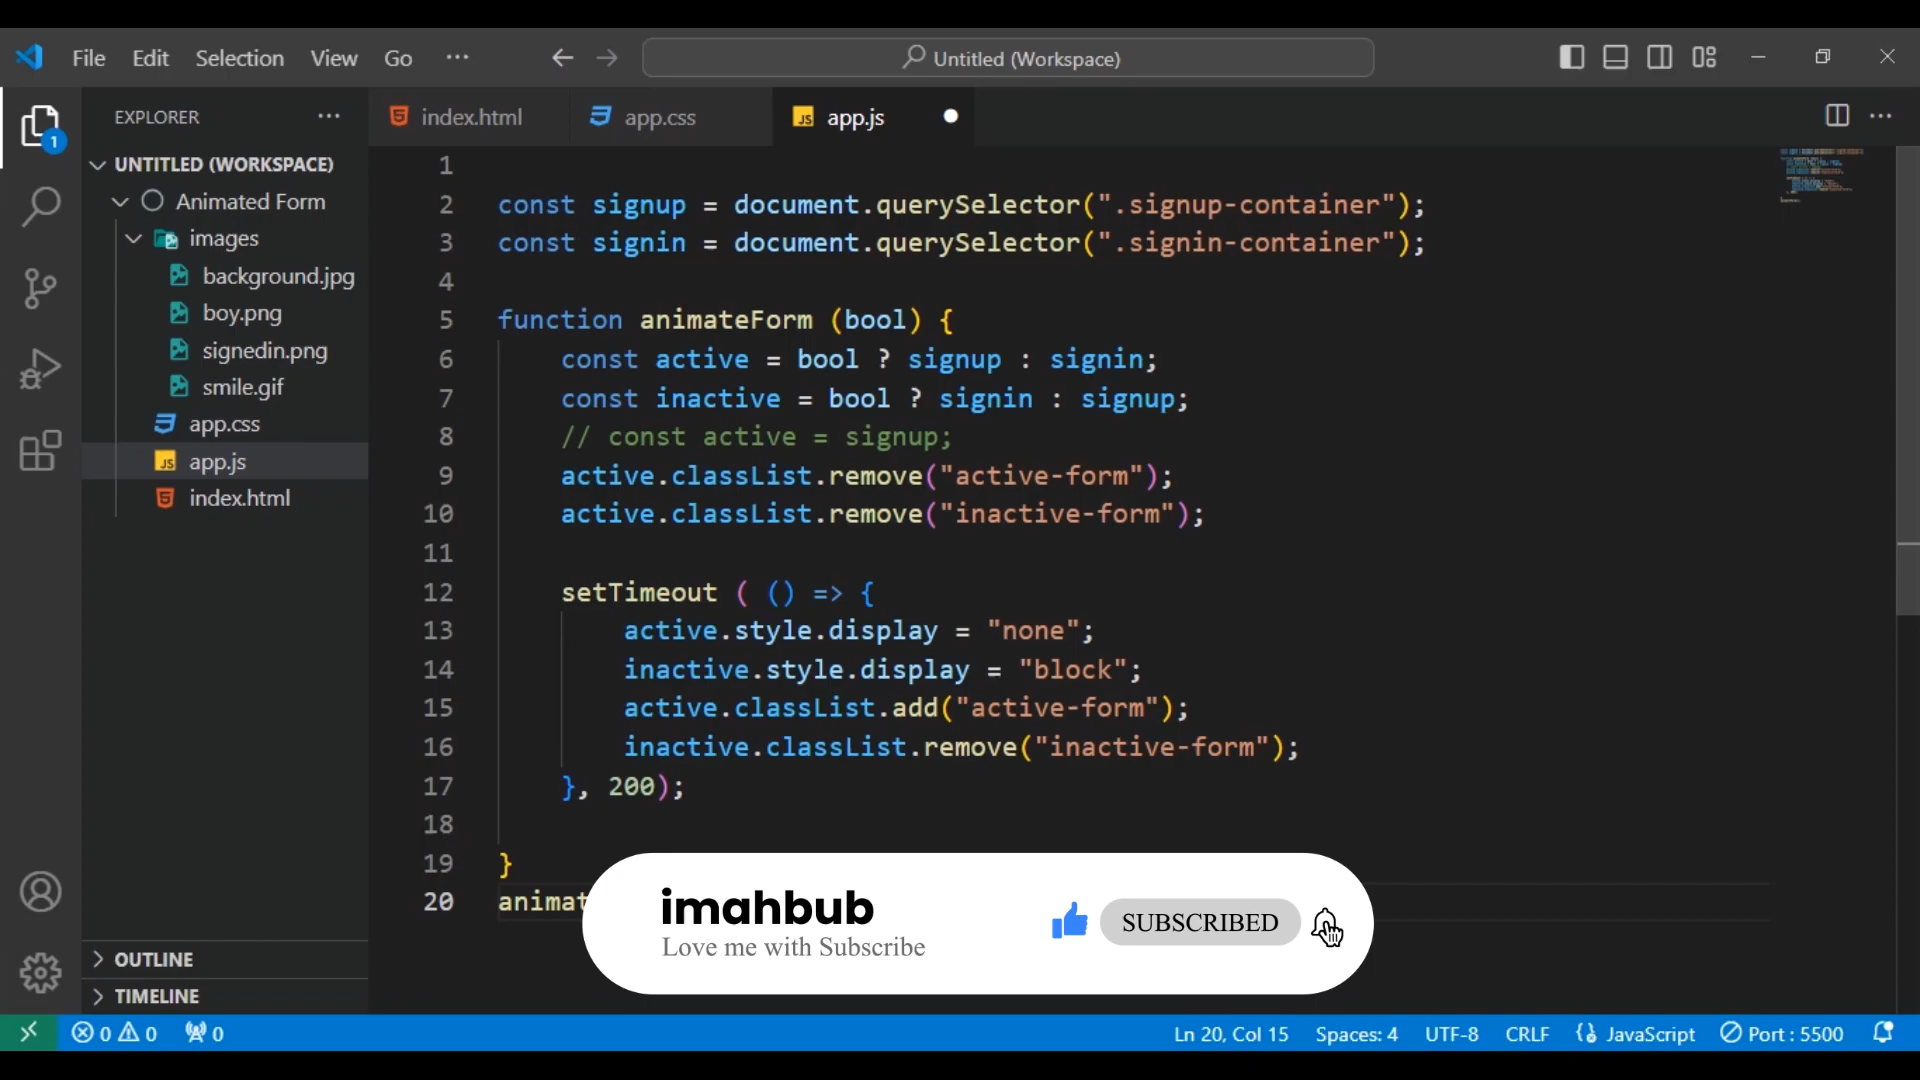 File Edit Selection View Go ···
Untitled (Workspace)
EXPLORER ···
1
UNTITLED (WORKSPACE)
Animated Form
images
background.jpg
boy.png
signedin.png
smile.gif
app.css
app.js
index.html
OUTLINE
TIMELINE
index.html app.css JS app.js
1
2 const signup = document.querySelector(".signup-container");
3 const signin = document.querySelector(".signin-container");
4
5 function animateForm (bool) {
6 const active = bool ? signup : signin;
7 const inactive = bool ? signin : signup;
8 // const active = signup;
9 active.classList.remove("active-form");
10 active.classList.remove("inactive-form");
11
12 setTimeout ( () => {
13 active.style.display = "none";
14 inactive.style.display = "block";
15 active.classList.add("active-form");
16 inactive.classList.remove("inactive-form");
17 }, 200);
18
19 }
20 animat
imahbub
Love me with Subscribe
SUBSCRIBED
0 0 0 Ln 20, Col 15 Spaces: 4 UTF-8 CRLF JavaScript Port : 5500